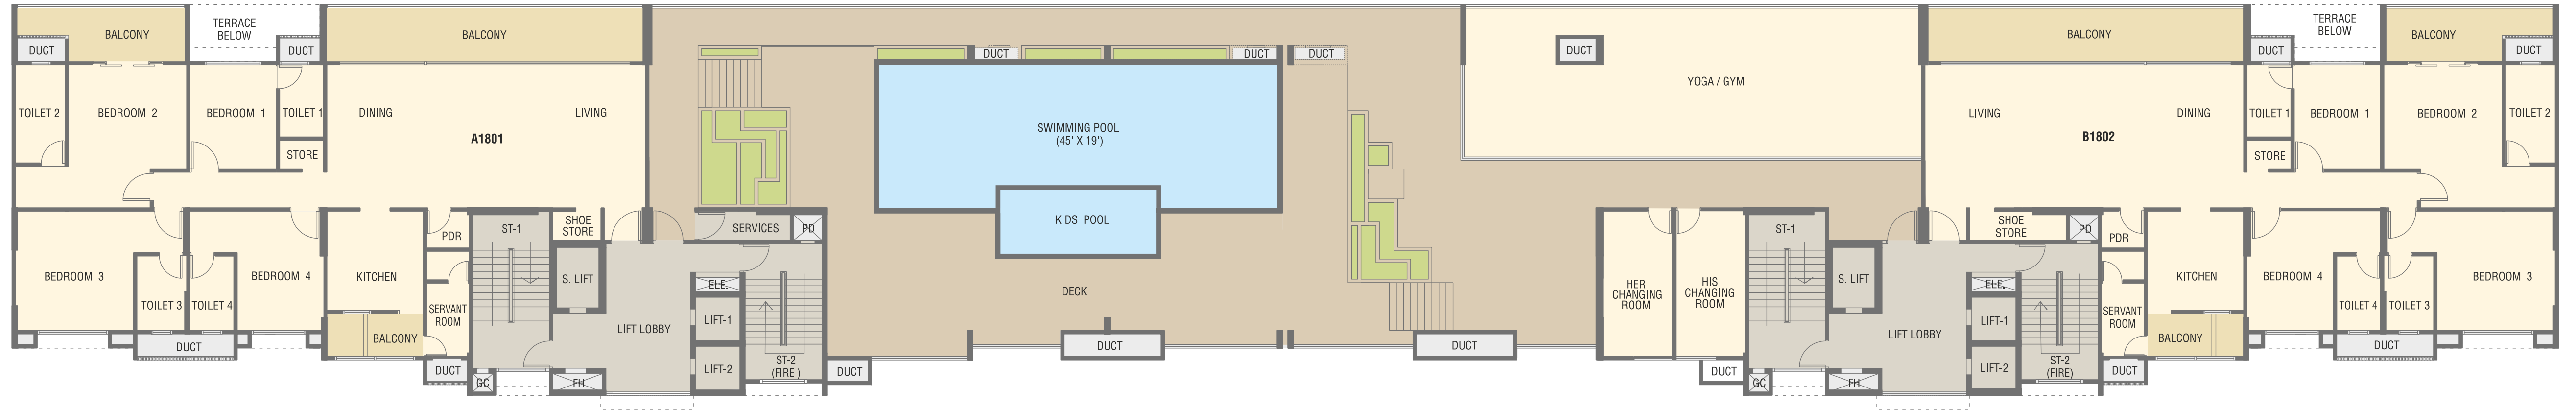 TERRACE
BELOW
BALCONY
DUCT
DUCT
BALCONY
TOILET 2
BEDROOM 2
BEDROOM 1
TOILET 1
STORE
DINING
LIVING
A1801
BEDROOM 3
TOILET 3
TOILET 4
BEDROOM 4
DUCT
KITCHEN
BALCONY
PDR
SERVANT
ROOM
DUCT
ST-1
GC
SHOE
STORE
S. LIFT
FH
LIFT LOBBY
SERVICES
PD
ELE.
LIFT-1
LIFT-2
ST-2
(FIRE )
DUCT
DUCT
DUCT
DUCT
SWIMMING POOL
(45' X 19')
KIDS POOL
DECK
DUCT
DUCT
DUCT
YOGA / GYM
HER
CHANGING
ROOM
HIS
CHANGING
ROOM
DUCT
ST-1
GC
S. LIFT
FH
LIFT LOBBY
SHOE
STORE
PD
ELE.
LIFT-1
LIFT-2
ST-2
(FIRE)
BALCONY
LIVING
DINING
B1802
DUCT
TERRACE
BELOW
BALCONY
DUCT
TOILET 1
STORE
BEDROOM 1
BEDROOM 2
TOILET 2
PDR
SERVANT
ROOM
DUCT
KITCHEN
BALCONY
BEDROOM 4
TOILET 4
TOILET 3
BEDROOM 3
DUCT